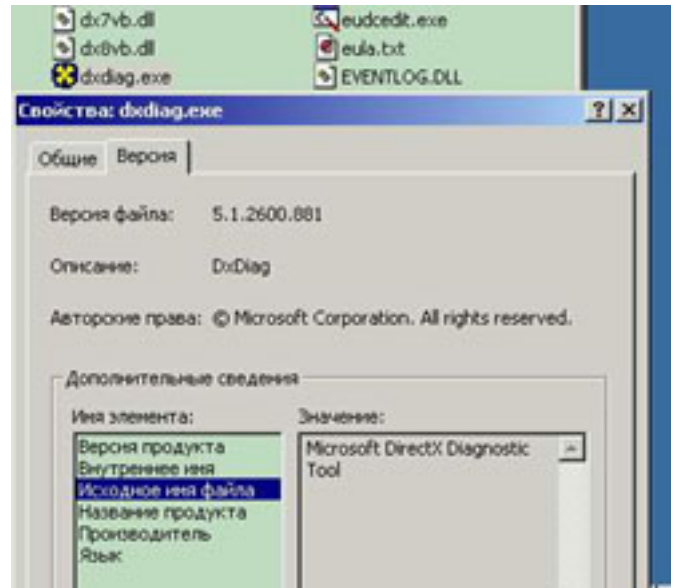 dx7vb.dll
eudcedit.exe
dx8vb.dll
eula.txt
dxdiag.exe
EVENTLOG.DLL
Свойства: dxdiag.exe
Общие
Версия
Версия файла: 5.1.2600.881
Описание: DxDiag
Авторские права: © Microsoft Corporation. All rights reserved.
Дополнительные сведения
Имя элемента:
Значение:
Версия продукта
Внутреннее имя
Исходное имя файла
Название продукта
Производитель
Язык
Microsoft DirectX Diagnostic
Tool